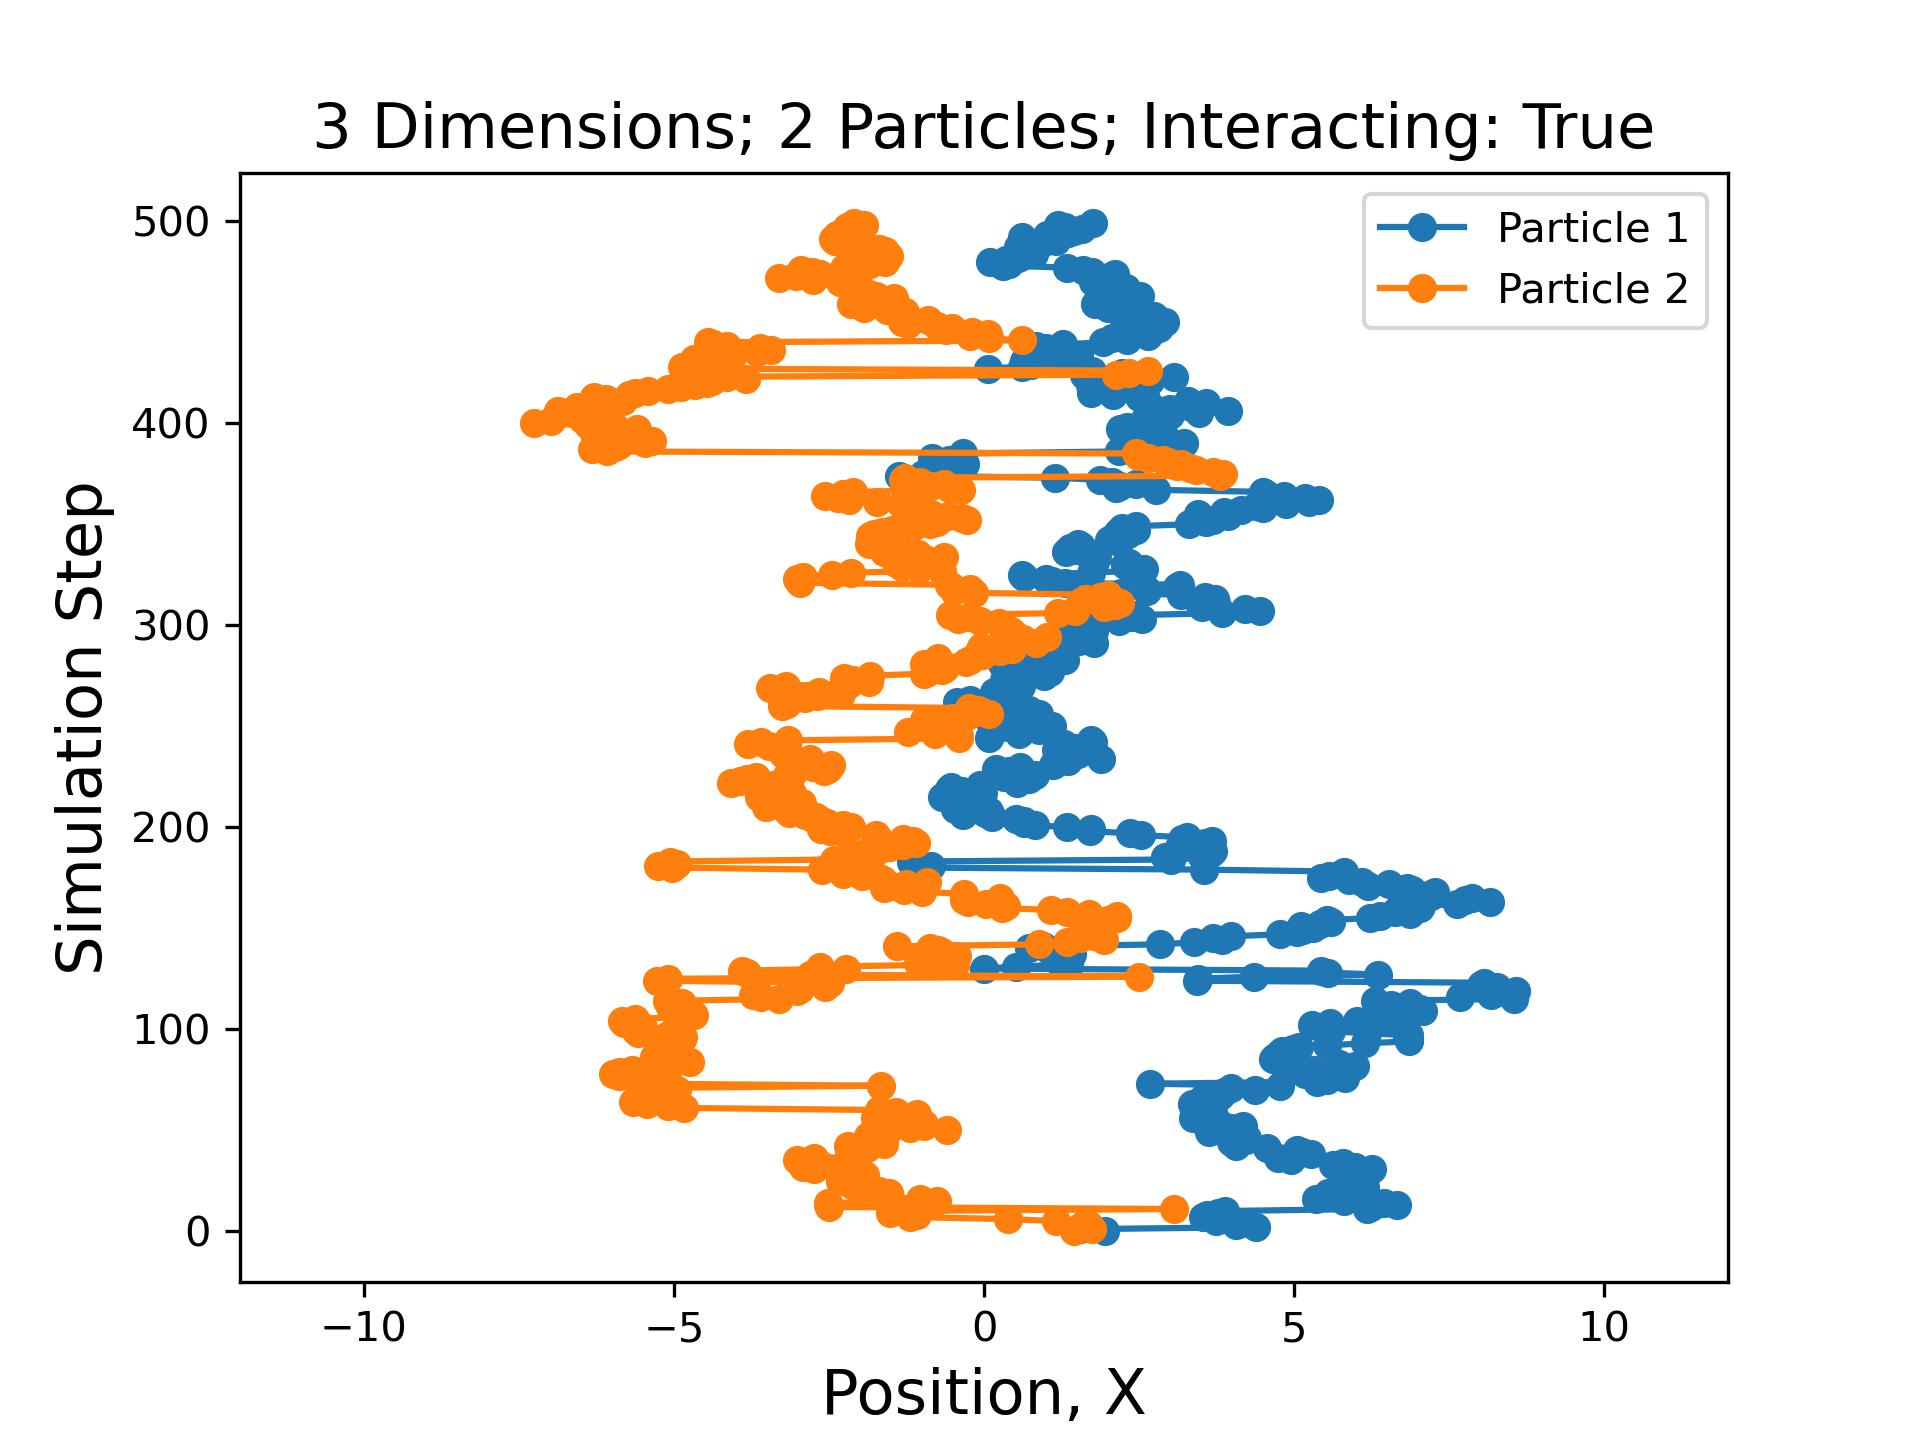 3 Dimensions; 2 Particles; Interacting: True
Particle 1
Particle 2
500
400
300
200
100
0
Simulation Step
−10
−5
0
5
10
Position, X